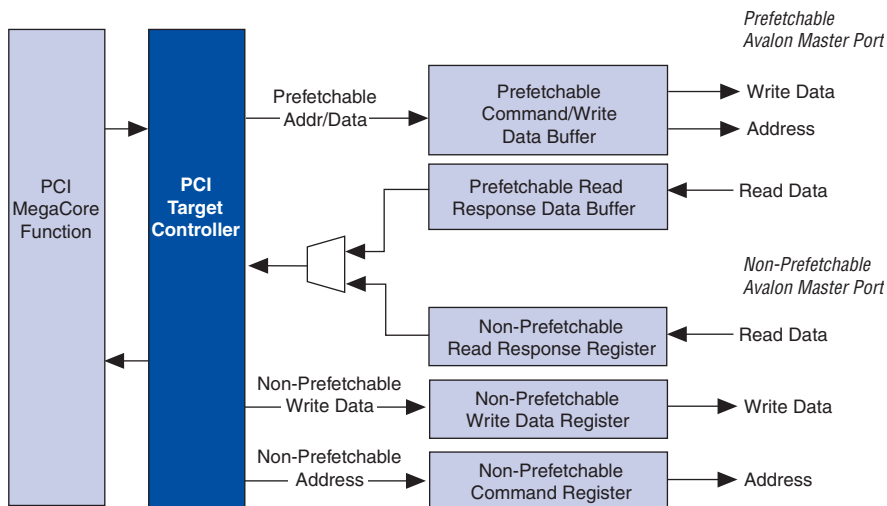 Prefetchable
Avalon Master Port
Prefetchable
Addr/Data
Prefetchable
Command/Write
Data Buffer
Write Data
Address
PCI
MegaCore
Function
PCI
Target
Controller
Prefetchable Read
Response Data Buffer
Read Data
Non-Prefetchable
Avalon Master Port
Non-Prefetchable
Read Response Register
Read Data
Non-Prefetchable
Write Data
Non-Prefetchable
Write Data Register
Write Data
Non-Prefetchable
Address
Non-Prefetchable
Command Register
Address